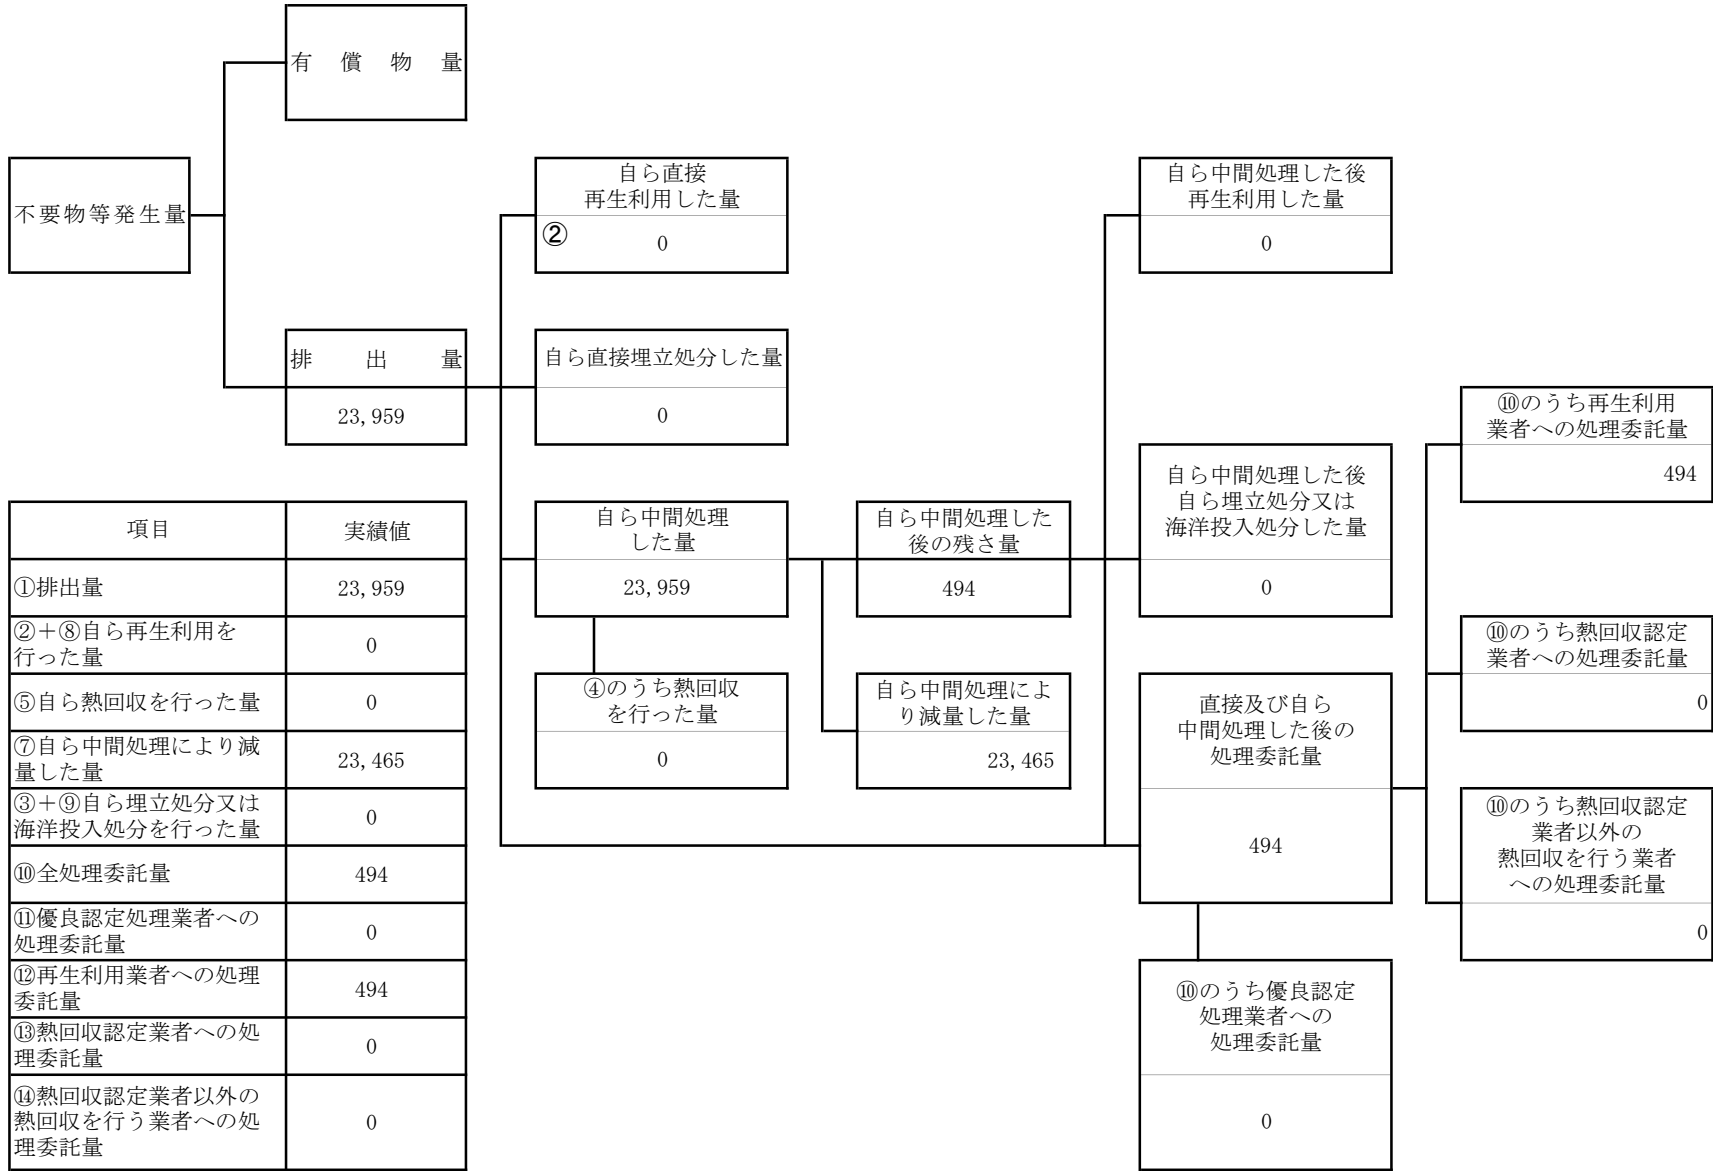 有償物量
不要物等発生量
自ら直接
再生利用した量
②
0
自ら中間処理した後
再生利用した量
0
排出量
23,959
自ら直接埋立処分した量
0
⑩のうち再生利用
業者への処理委託量
494
自ら中間処理
した量
23,959
自ら中間処理した
後の残さ量
494
自ら中間処理した後
自ら埋立処分又は
海洋投入処分した量
0
⑩のうち熱回収認定
業者への処理委託量
0
④のうち熱回収
を行った量
0
自ら中間処理によ
り減量した量
23,465
直接及び自ら
中間処理した後の
処理委託量
494
⑩のうち熱回収認定
業者以外の
熱回収を行う業者
への処理委託量
0
⑩のうち優良認定
処理業者への
処理委託量
0
項目 実績値
①排出量 23,959
②＋⑧自ら再生利用を
行った量 0
⑤自ら熱回収を行った量 0
⑦自ら中間処理により減
量した量 23,465
③＋⑨自ら埋立処分又は
海洋投入処分を行った量 0
⑩全処理委託量 494
⑪優良認定処理業者への
処理委託量 0
⑫再生利用業者への処理
委託量 494
⑬熱回収認定業者への処
理委託量 0
⑭熱回収認定業者以外の
熱回収を行う業者への処
理委託量 0